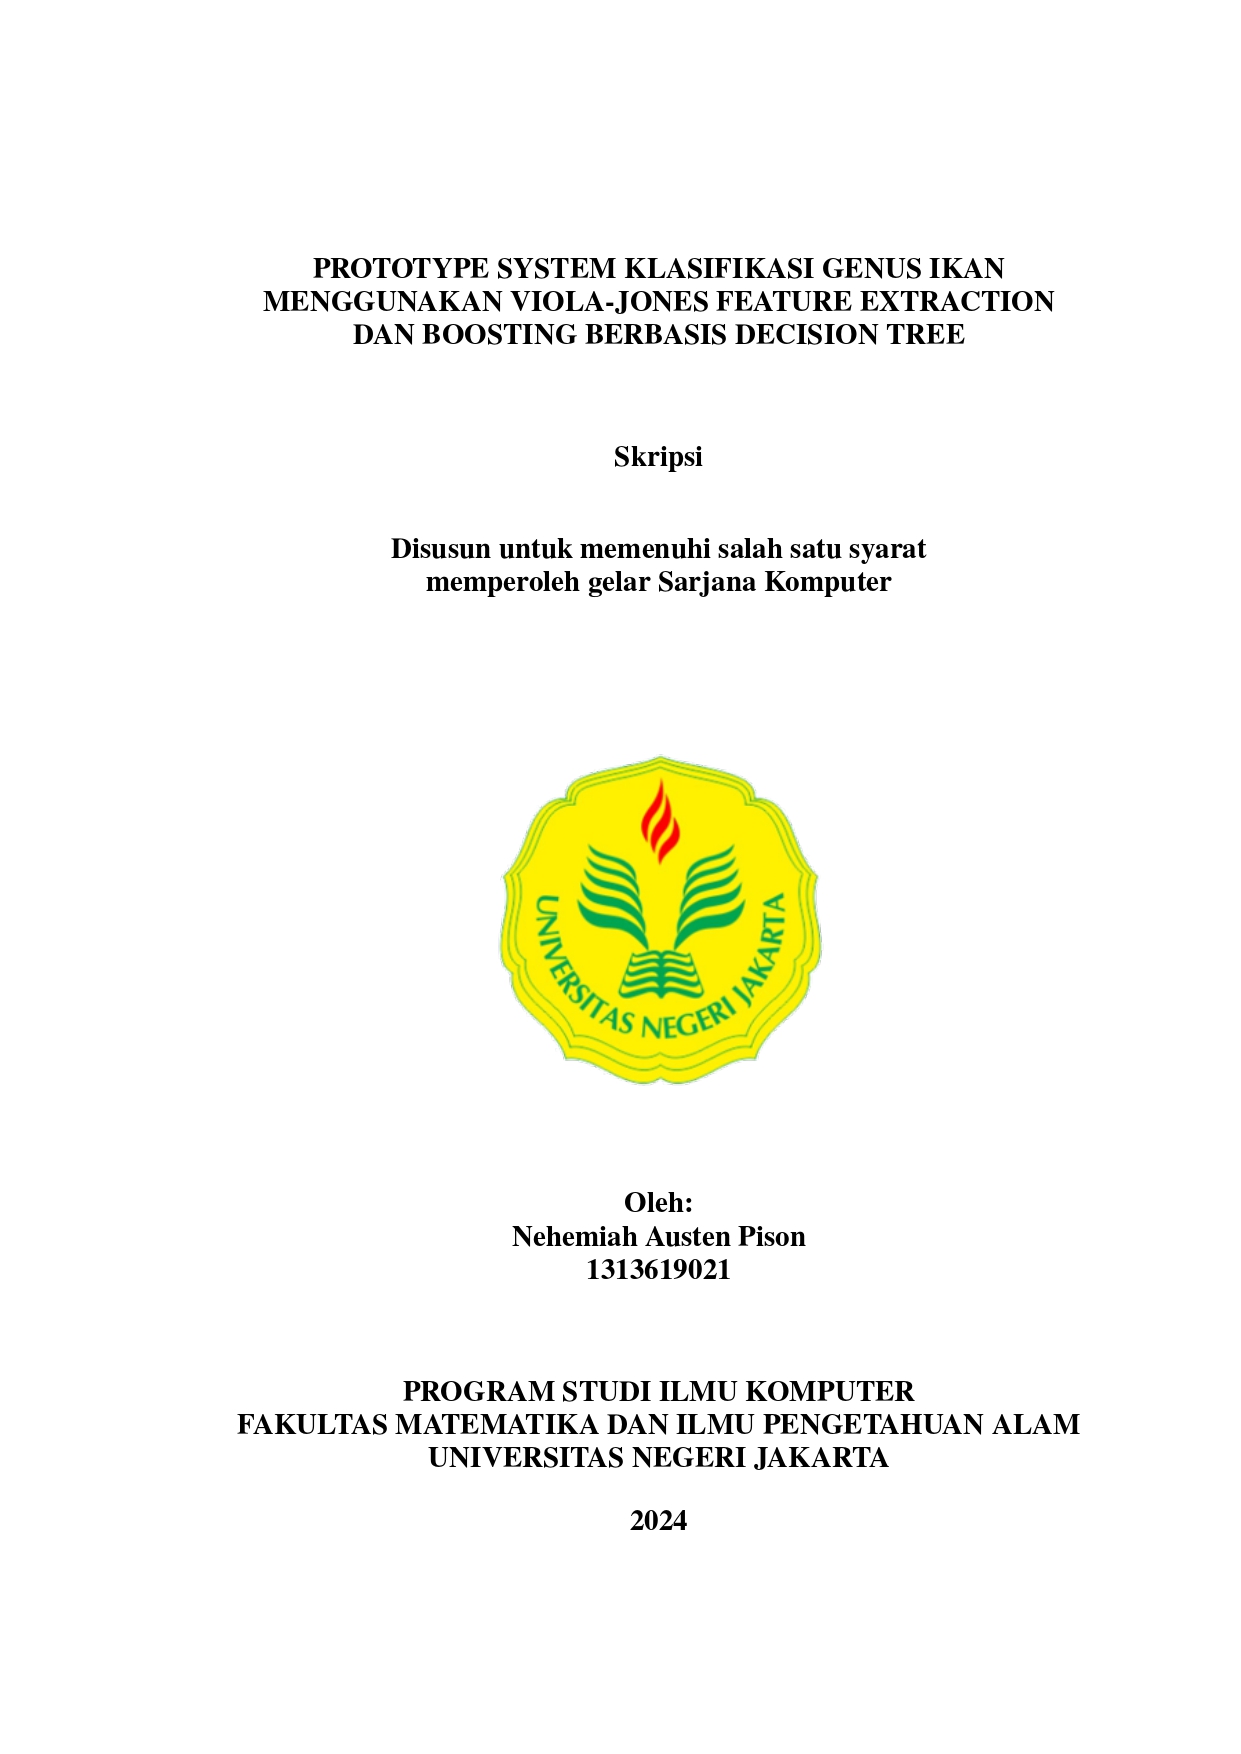 PROTOTYPE SYSTEM KLASIFIKASI GENUS IKAN
MENGGUNAKAN VIOLA-JONES FEATURE EXTRACTION
DAN BOOSTING BERBASIS DECISION TREE
Skripsi
Disusun untuk memenuhi salah satu syarat
memperoleh gelar Sarjana Komputer
UNIVERSITAS NEGERI JAKARTA
Oleh:
Nehemiah Austen Pison
1313619021
PROGRAM STUDI ILMU KOMPUTER
FAKULTAS MATEMATIKA DAN ILMU PENGETAHUAN ALAM
UNIVERSITAS NEGERI JAKARTA
2024